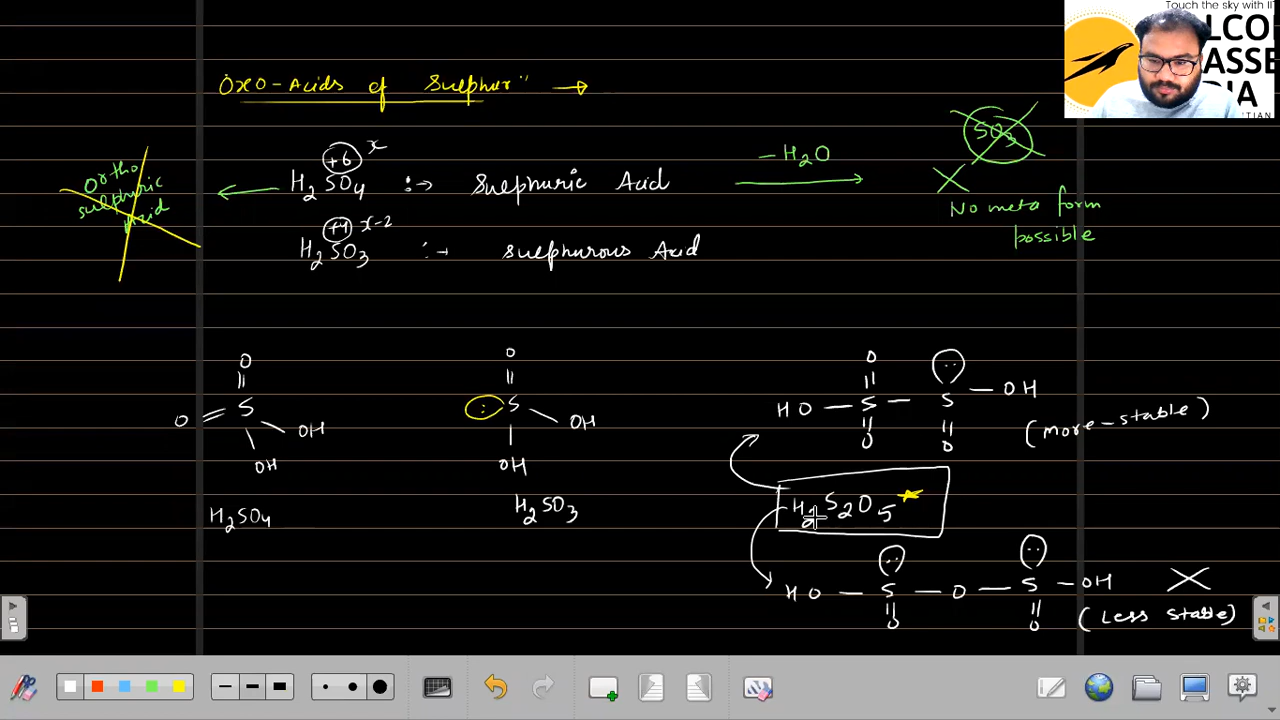 Touch the sky with IIT
Oxo-Acids of Sulphur :- →
+6 x
H2SO4 :→ Sulphuric Acid
-H2O
SO3
No meta form
possible
Ortho
sulphuric
Acid
+4 x-2
H2SO3 :→ sulphurous Acid
O
||
O = S - OH
OH
H2SO4
O
||
: S - OH
OH
H2SO3
O ..
|| 
HO - S - S - OH
|| ||
O O
(more-stable)
H2S2O5
.. ..
HO - S - O - S - OH
|| ||
O O
(Less stable)